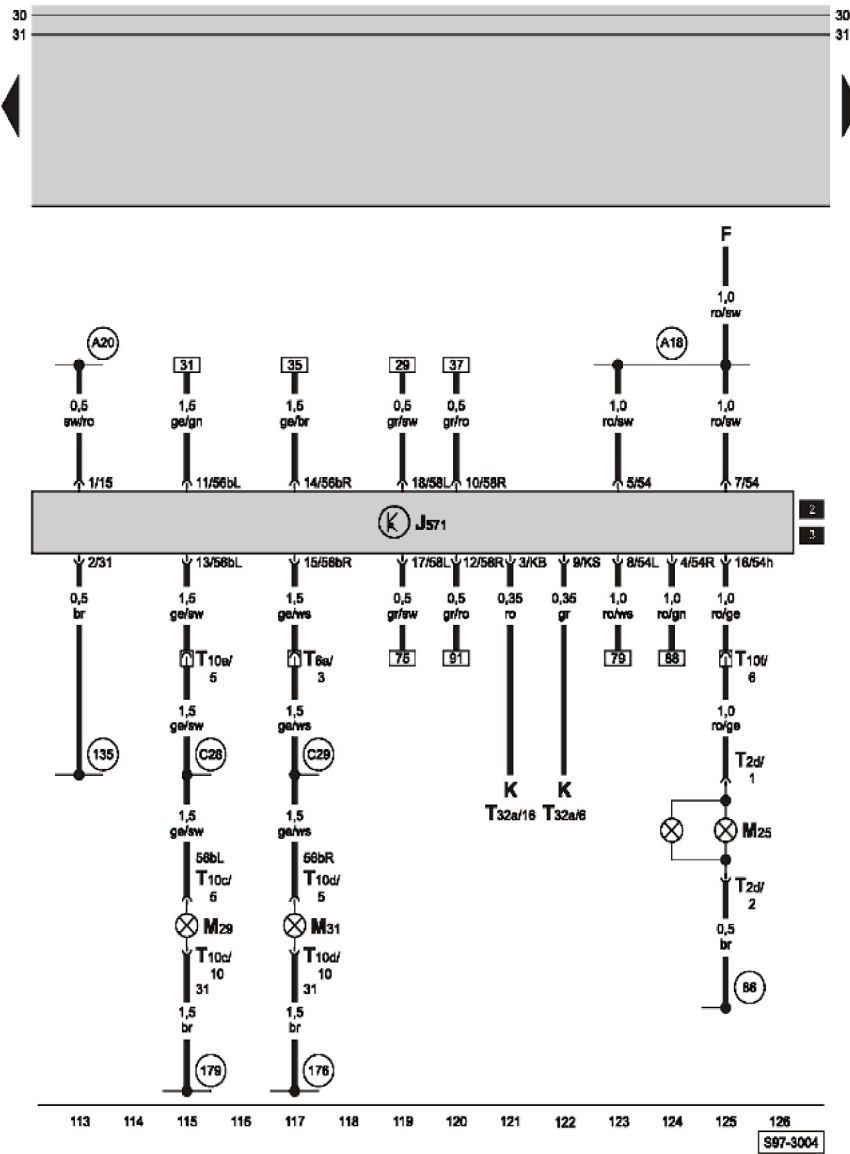 30 30
31 31
F
1,0
ro/sw
A20 A18
31 35 29 37
0,5 1,5 1,5 0,5 0,5 1,0 1,0
sw/ro ge/gn ge/br gr/sw gr/ro ro/sw ro/sw
1/15 11/56bL 14/56bR 18/58L 10/58R 5/54 7/54
J571
2
3
2/31 13/56bL 15/56bR 17/58L 12/58R 3/KB 9/KS 8/54L 4/54R 16/54h
0,5 1,5 1,5 0,5 0,5 0,35 0,35 1,0 1,0 1,0
br ge/sw ge/ws gr/sw gr/ro ro gr ro/ws ro/gn ro/ge
T10a/ T6a/ 75 91 79 88 T10f/
5 3 6
1,5 1,5 1,0
ge/sw ge/ws ro/ge
135 C28 C29 T2d/
1
K K
T32a/16 T32a/6
1,5 1,5
ge/sw ge/ws
M25
56bL 56bR
T10c/ T10d/ T2d/
5 5 2
M29 M31 0,5
br
T10c/ T10d/
10 10
31 31
86
1,5 1,5
br br
179 176
113 114 115 116 117 118 119 120 121 122 123 124 125 126
S97-3004